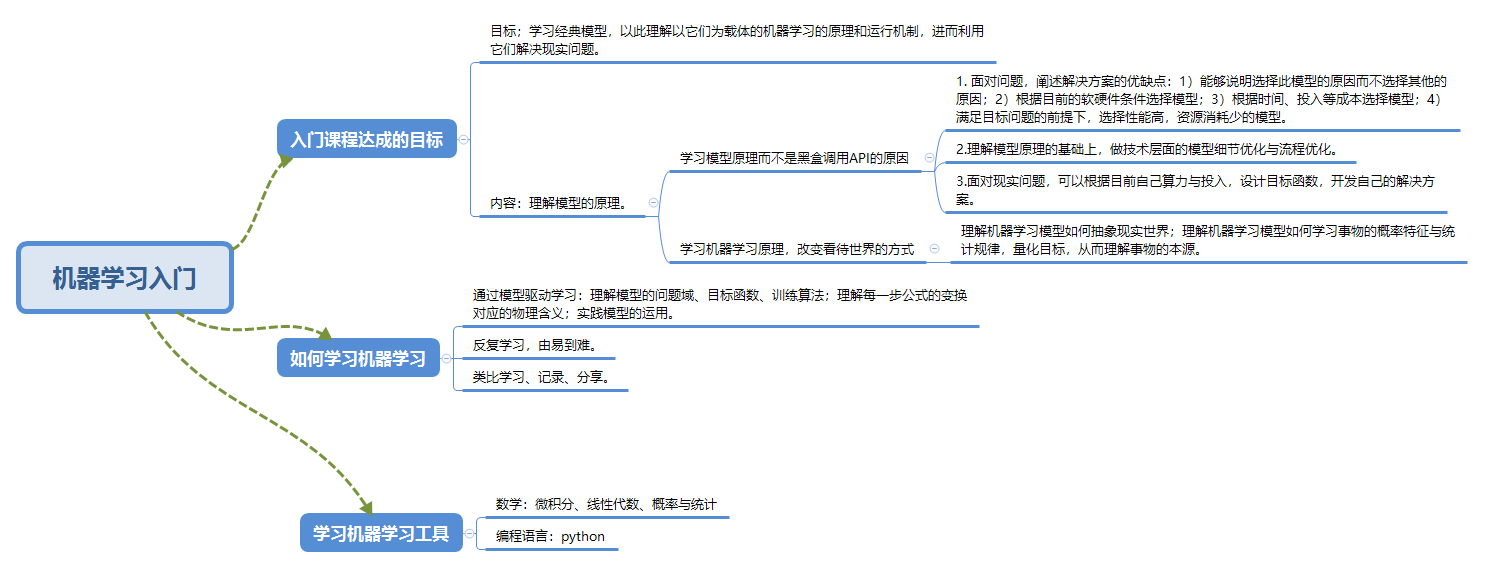 机器学习入门
入门课程达成的目标
目标；学习经典模型，以此理解以它们为载体的机器学习的原理和运行机制，进而利用
它们解决现实问题。
内容：理解模型的原理。
学习模型原理而不是黑盒调用API的原因
1. 面对问题，阐述解决方案的优缺点：1）能够说明选择此模型的原因而不选择其他的
原因；2）根据目前的软硬件条件选择模型；3）根据时间、投入等成本选择模型；4）
满足目标问题的前提下，选择性能高，资源消耗少的模型。
2.理解模型原理的基础上，做技术层面的模型细节优化与流程优化。
3.面对现实问题，可以根据目前自己算力与投入，设计目标函数，开发自己的解决方
案。
学习机器学习原理，改变看待世界的方式
理解机器学习模型如何抽象现实世界；理解机器学习模型如何学习事物的概率特征与统
计规律，量化目标，从而理解事物的本源。
如何学习机器学习
通过模型驱动学习：理解模型的问题域、目标函数、训练算法；理解每一步公式的变换
对应的物理含义；实践模型的运用。
反复学习，由易到难。
类比学习、记录、分享。
学习机器学习工具
数学：微积分、线性代数、概率与统计
编程语言：python